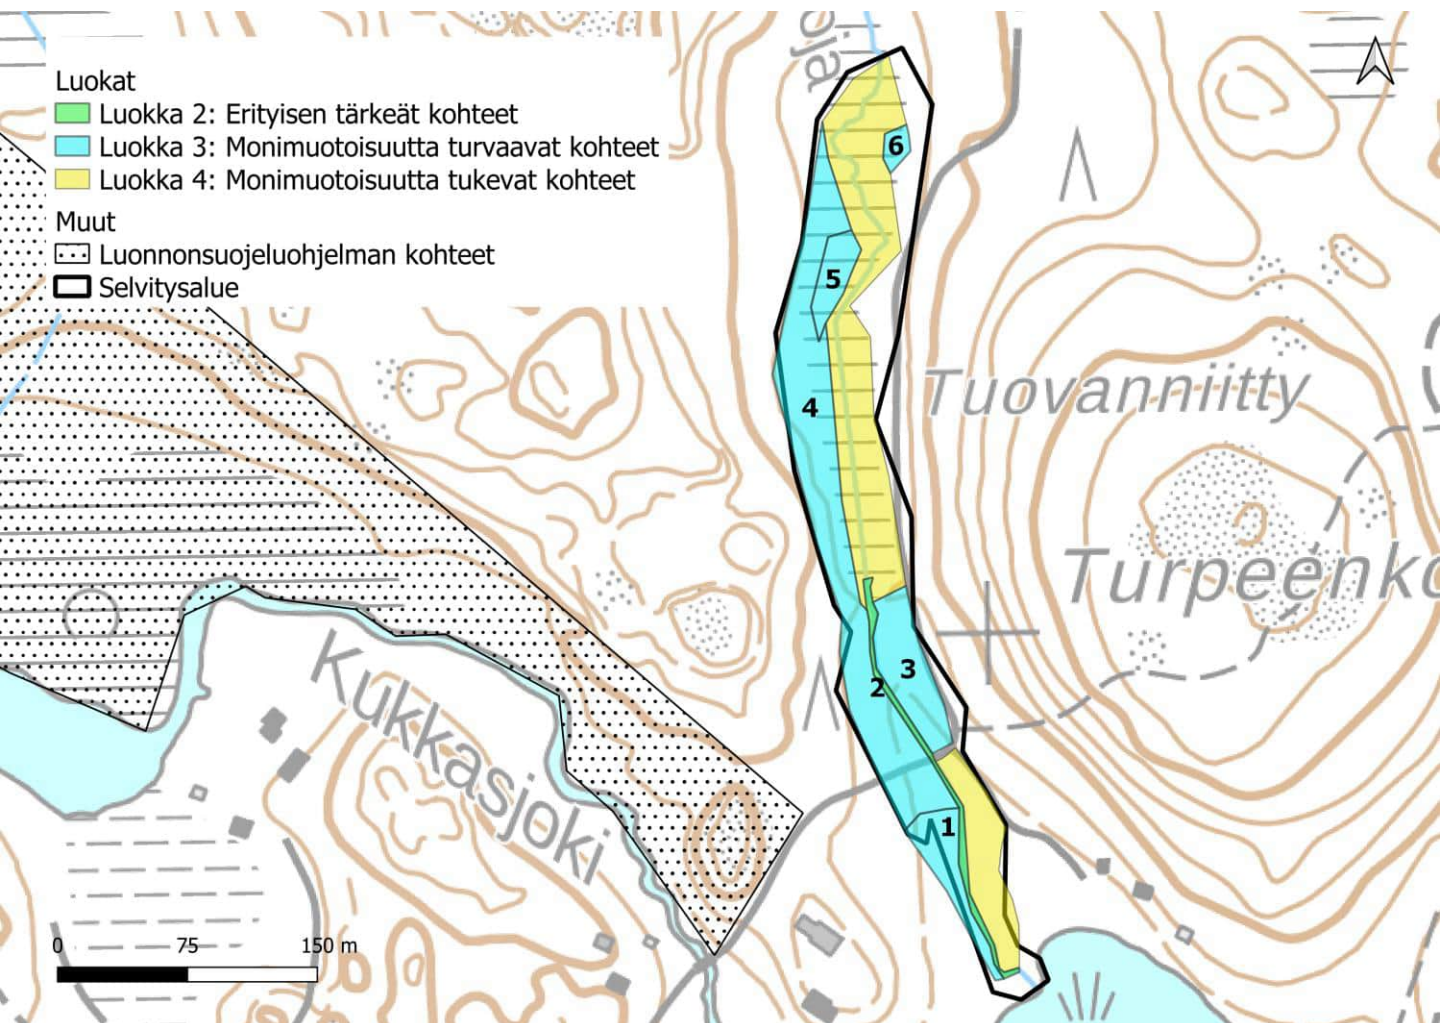 oja
Luokat
Luokka 2: Erityisen tärkeät kohteet
Luokka 3: Monimuotoisuutta turvaavat kohteet
Luokka 4: Monimuotoisuutta tukevat kohteet
Muut
Luonnonsuojeluohjelman kohteet
Selvitysalue
6
5
4
Tuovanniitty
Turpeenko
3
2
Kukkasjoki
1
0 75 150 m